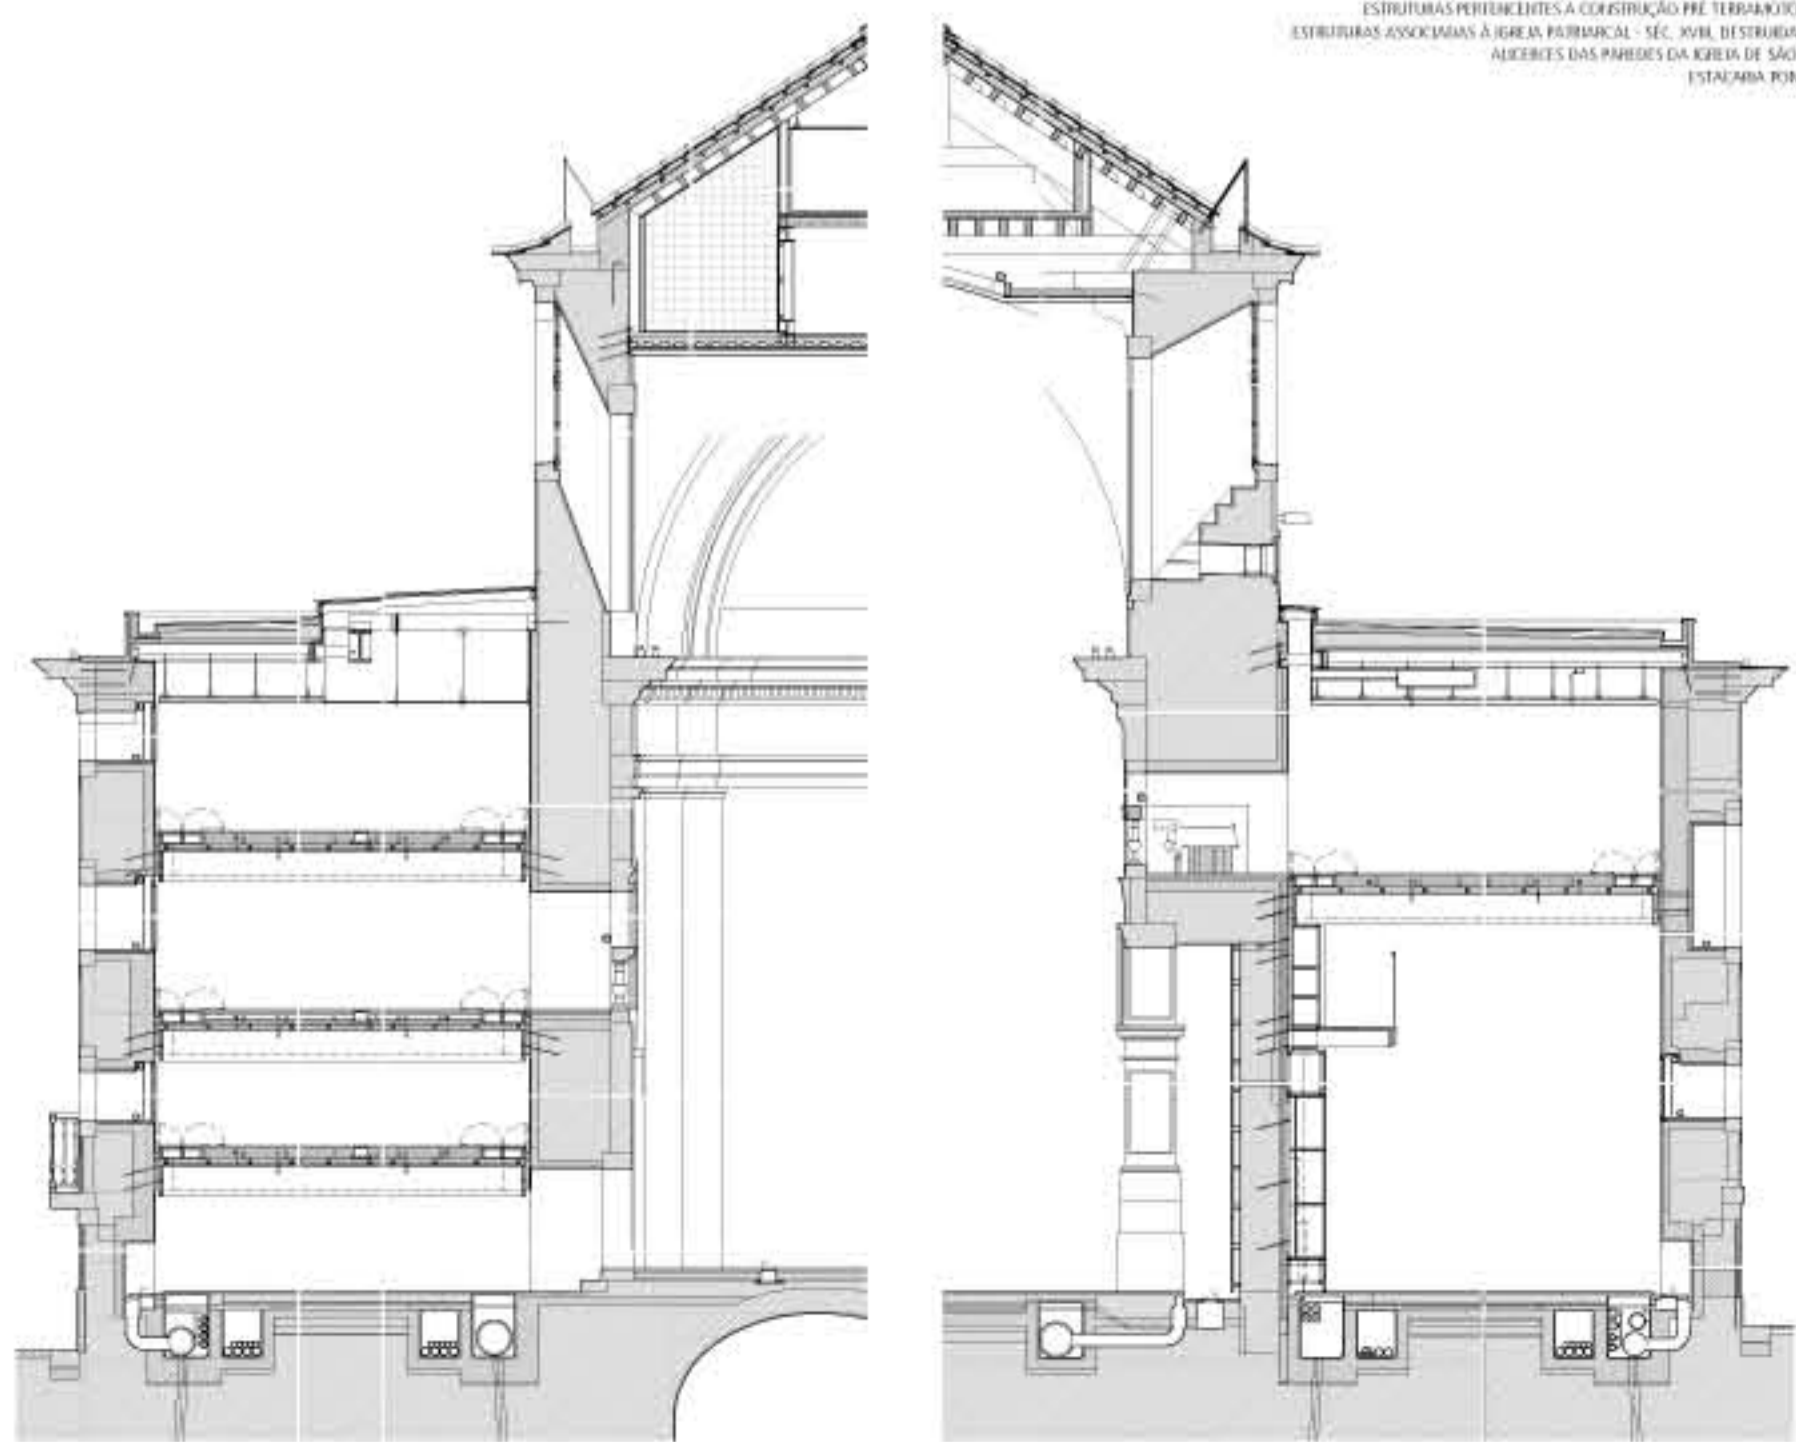 ESTRUTURAS PERTENCENTES A CONSTRUÇÃO PRÉ TERRAMOTO
ESTRUTURAS ASSOCIADAS À IGREJA PATRIARCAL - SÉC. XVIII, DESTRUIDA
ALICERCES DAS PAREDES DA IGREJA DE SÃO
ESTACARIA POM